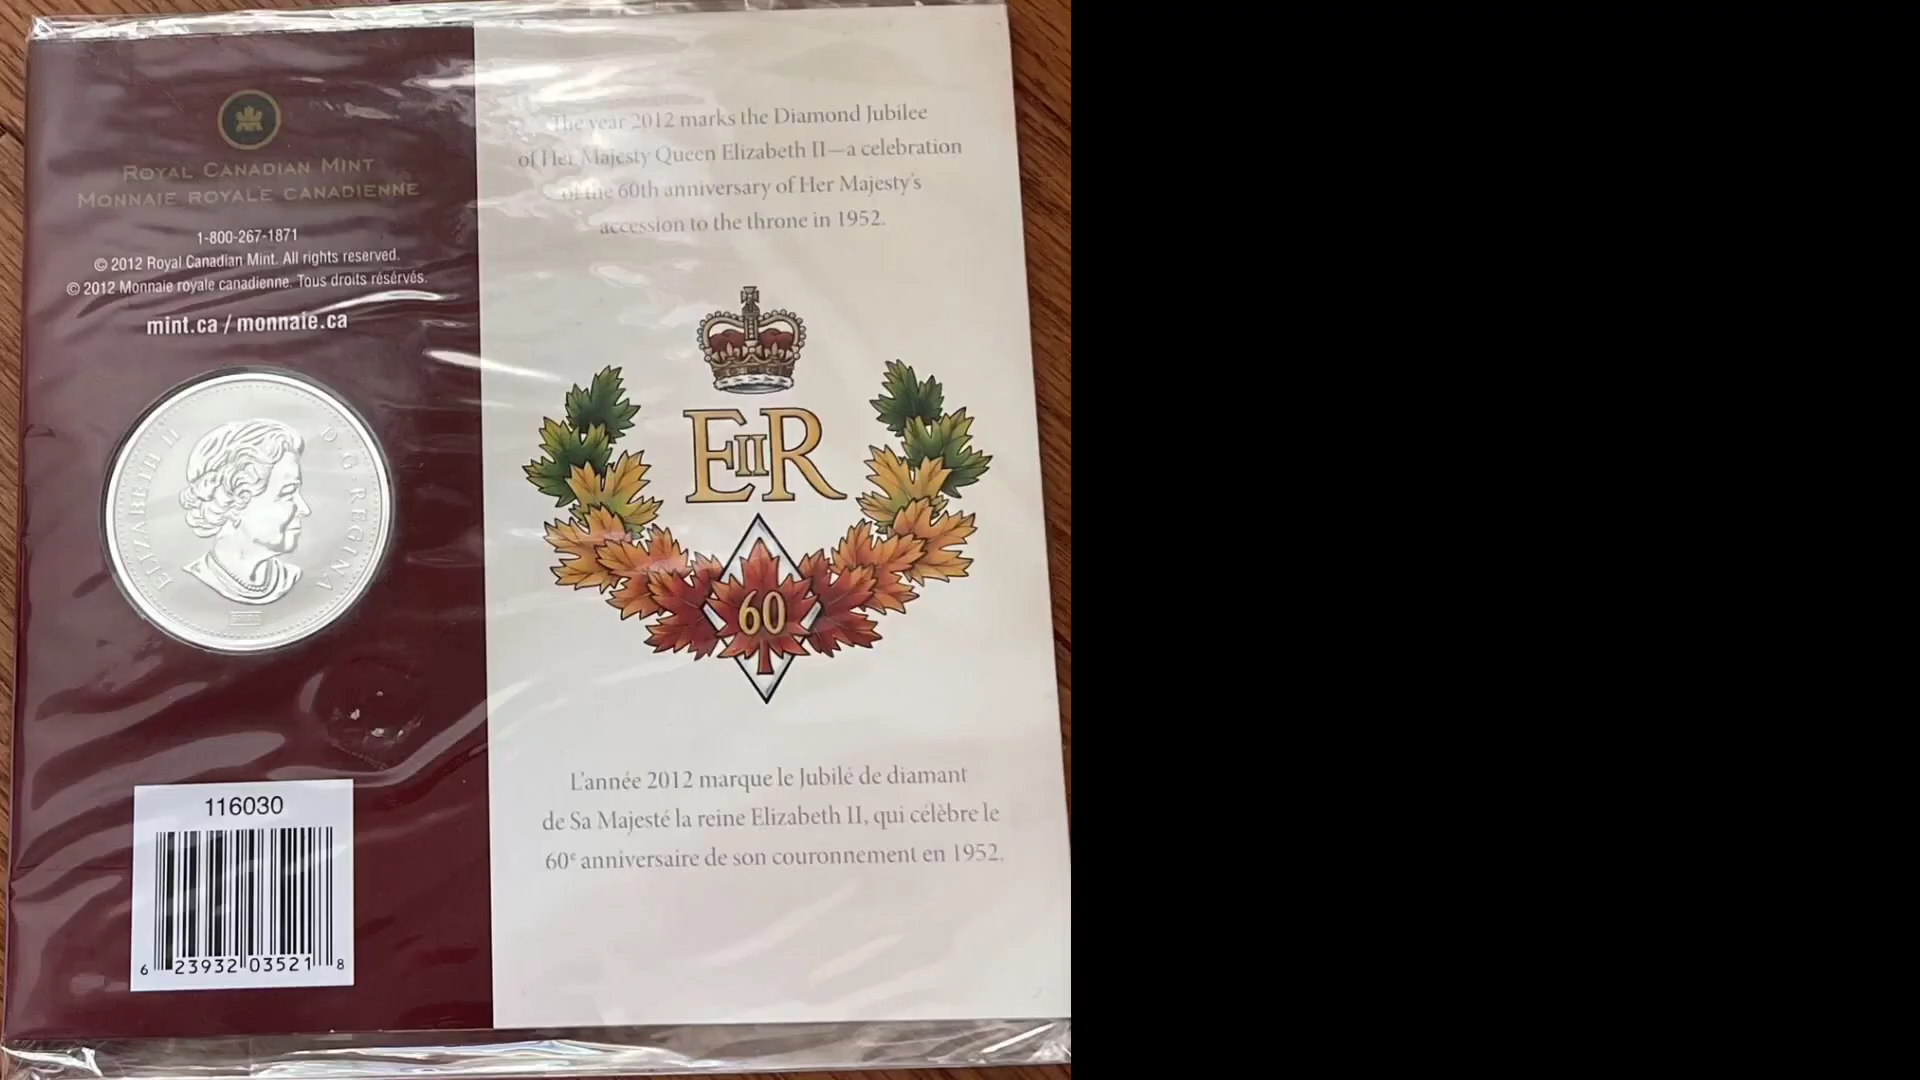 ROYAL CANADIAN MINT
MONNAIE ROYALE CANADIENNE
1-800-267-1871
© 2012 Royal Canadian Mint. All rights reserved.
© 2012 Monnaie royale canadienne. Tous droits résérvés.
mint.ca / monnaie.ca
ELIZABETH II D·G·REGINA
116030
6 23932 03521 8
The year 2012 marks the Diamond Jubilee
of Her Majesty Queen Elizabeth II—a celebration
of the 60th anniversary of Her Majesty's
accession to the throne in 1952.
EIIR
60
L'année 2012 marque le Jubilé de diamant
de Sa Majesté la reine Elizabeth II, qui célèbre le
60e anniversaire de son couronnement en 1952.